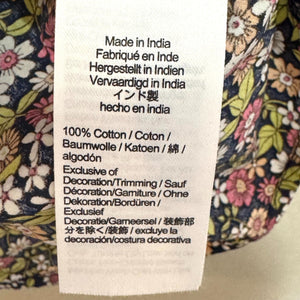 Made in India
Fabriqué en Inde
Hergestellt in Indien
Vervaardigd in India
インド製
hecho en india
100% Cotton / Coton /
Baumwolle / Katoen / 綿 /
algodón
Exclusive of
Decoration/Trimming / Sauf
Décoration/Garniture / Ohne
Dekoration/Bordüren /
Exclusief
Decoratie/Garneersel / 装飾部
分を除く/ excluye la
decoración/costura decorativa